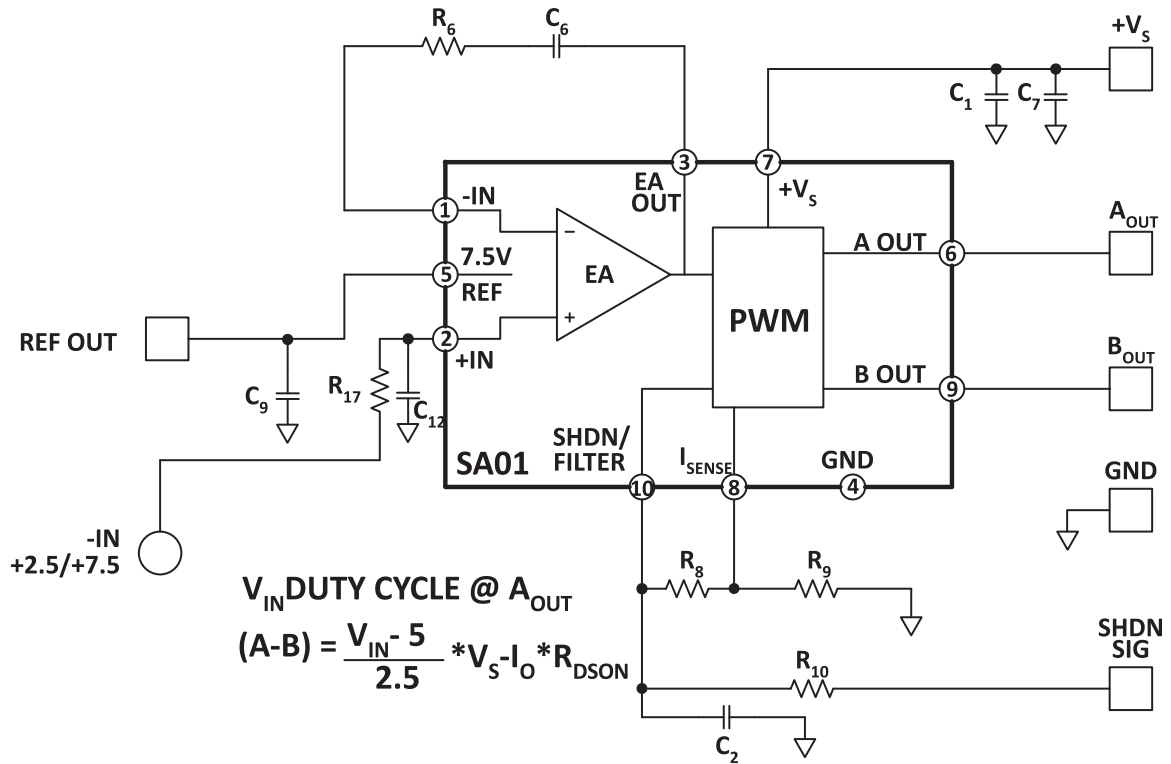 R6
C6
+VS
C1
C7
3
7
EA
OUT
+VS
-IN
1
7.5V
5
REF
2
+IN
EA
PWM
A OUT
6
AOUT
B OUT
9
BOUT
REF OUT
C9
R17
C12
SHDN/
FILTER
ISENSE
GND
SA01
10
8
4
GND
-IN
+2.5/+7.5
R8
R9
VINDUTY CYCLE @ AOUT
(A-B) = VIN- 5 *VS-IO*RDSON
2.5
SHDN
SIG
R10
C2
−
+